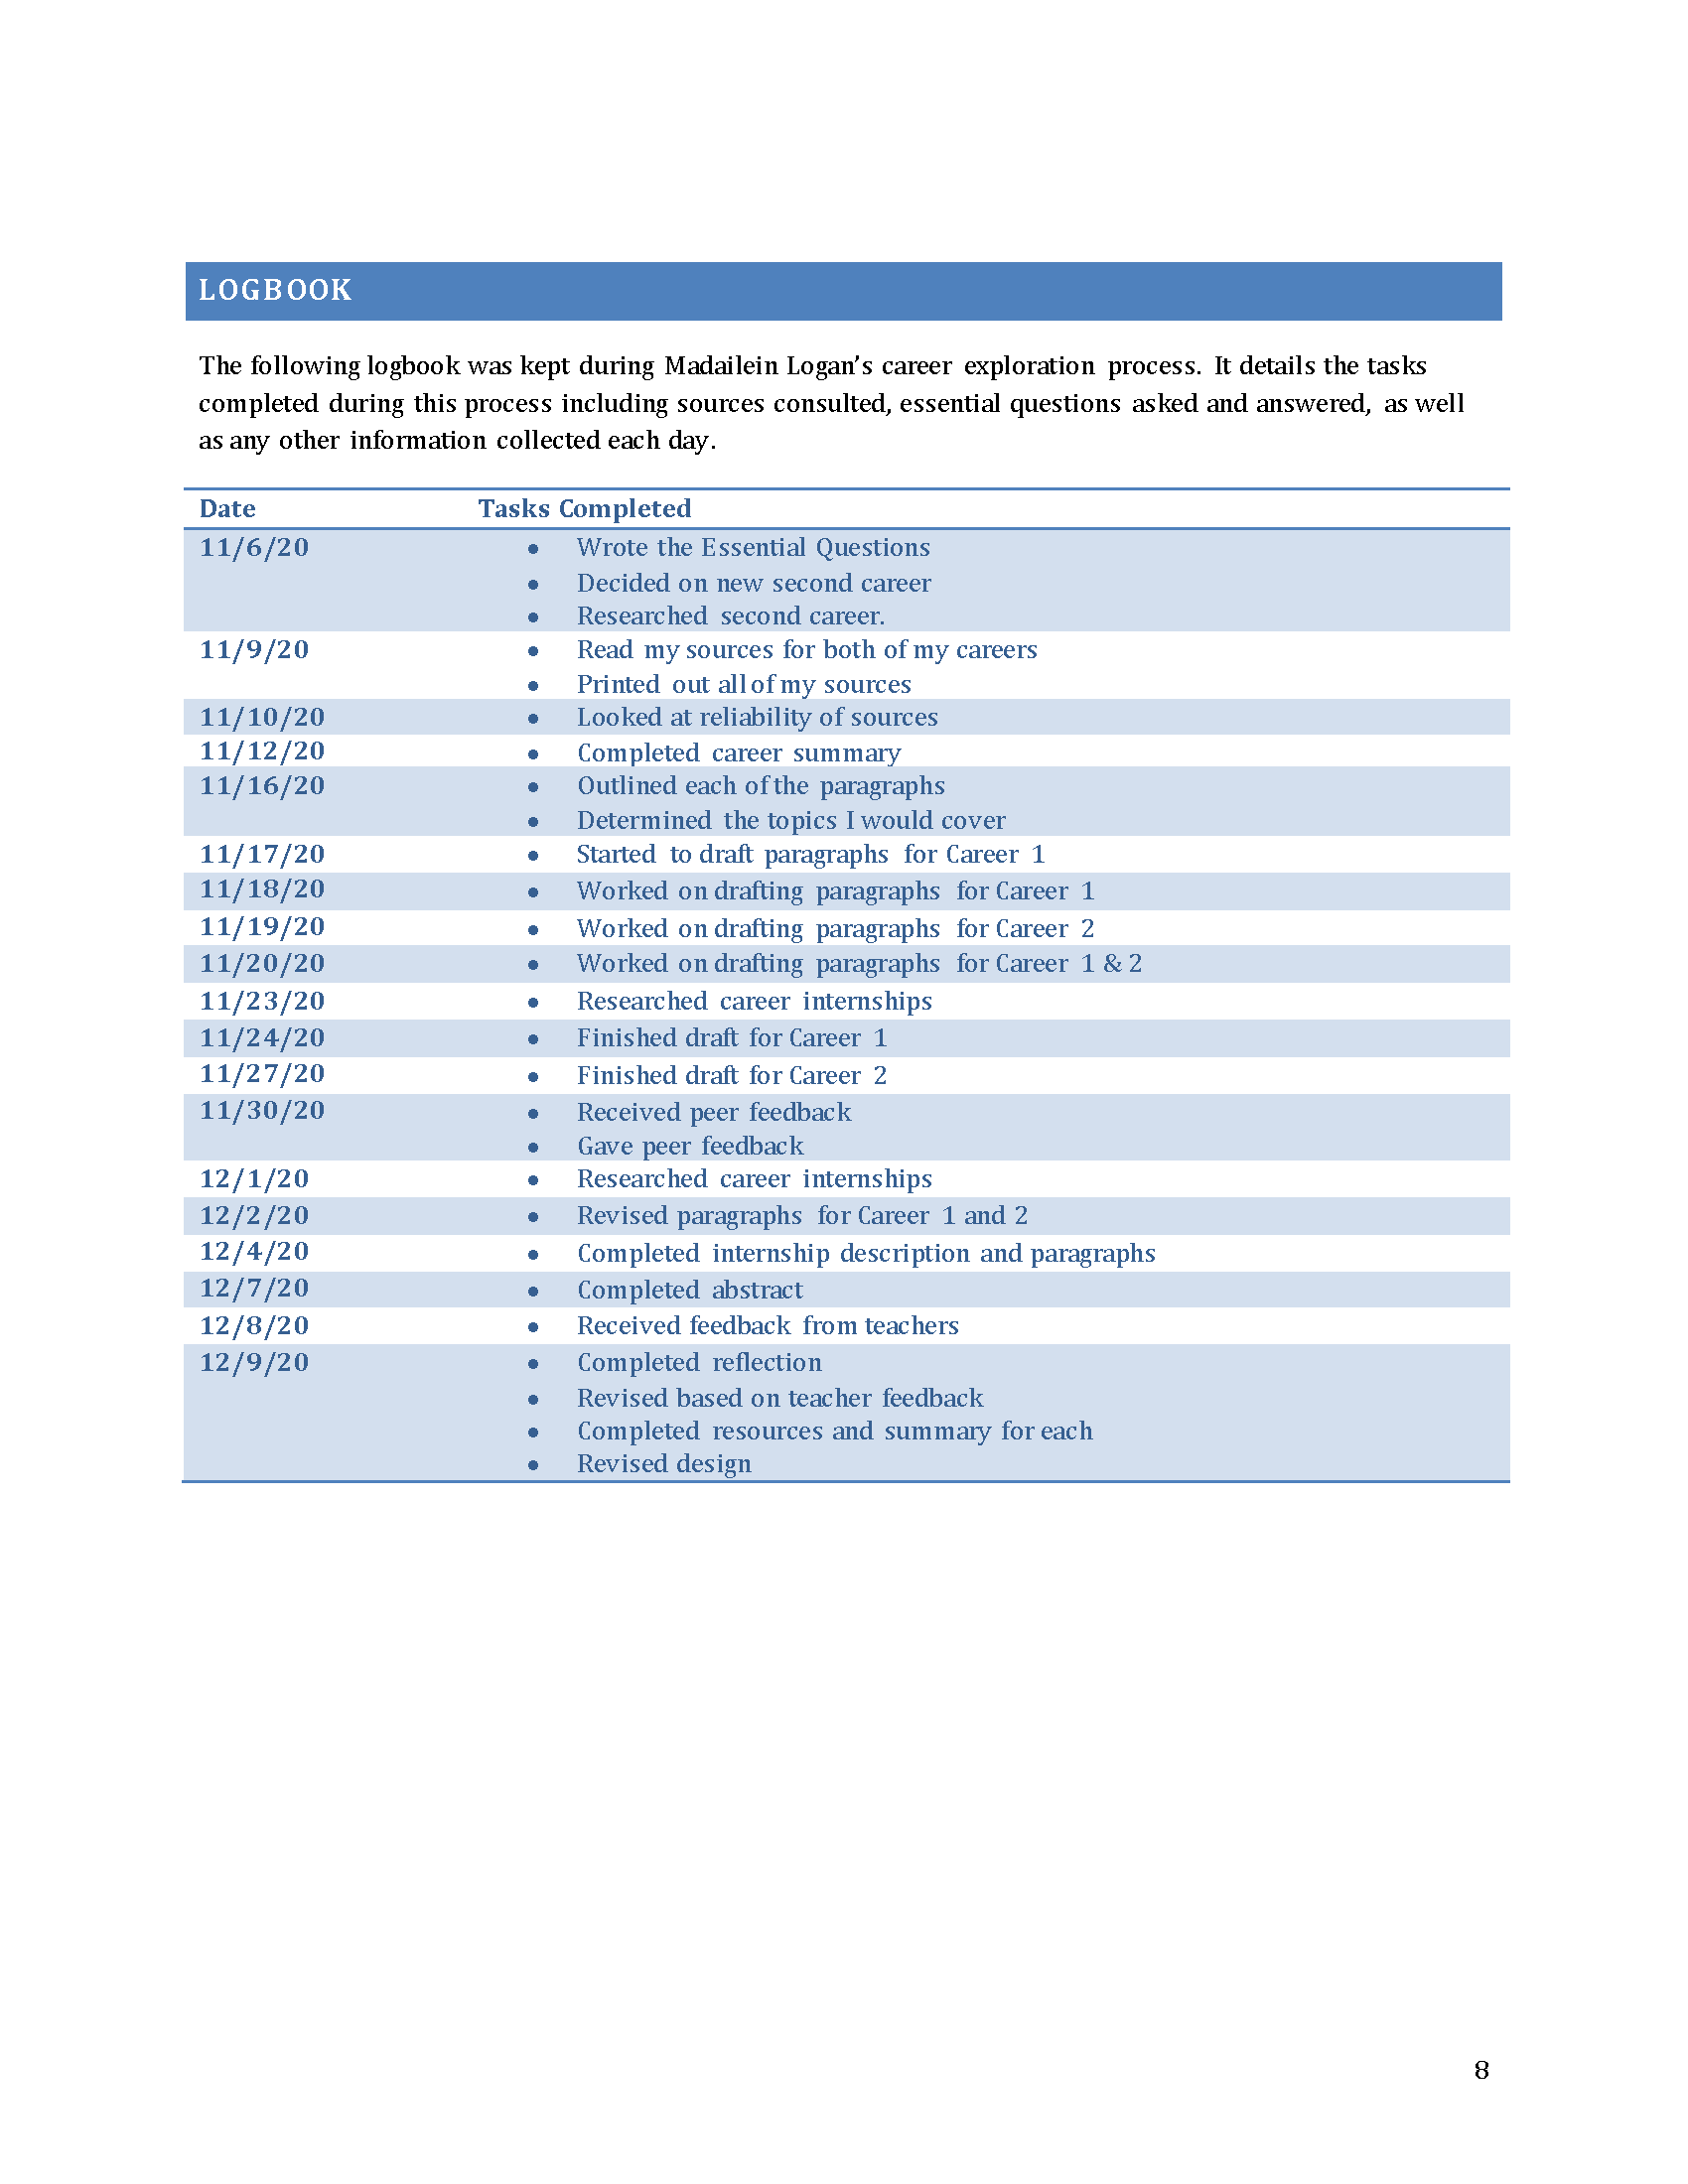 LOGBOOK
The following logbook was kept during Madailein Logan’s career exploration process. It details the tasks
completed during this process including sources consulted, essential questions asked and answered, as well
as any other information collected each day.
Date Tasks Completed
11/6/20 • Wrote the Essential Questions
• Decided on new second career
• Researched second career.
11/9/20 • Read my sources for both of my careers
• Printed out all of my sources
11/10/20 • Looked at reliability of sources
11/12/20 • Completed career summary
11/16/20 • Outlined each of the paragraphs
• Determined the topics I would cover
11/17/20 • Started to draft paragraphs for Career 1
11/18/20 • Worked on drafting paragraphs for Career 1
11/19/20 • Worked on drafting paragraphs for Career 2
11/20/20 • Worked on drafting paragraphs for Career 1 & 2
11/23/20 • Researched career internships
11/24/20 • Finished draft for Career 1
11/27/20 • Finished draft for Career 2
11/30/20 • Received peer feedback
• Gave peer feedback
12/1/20 • Researched career internships
12/2/20 • Revised paragraphs for Career 1 and 2
12/4/20 • Completed internship description and paragraphs
12/7/20 • Completed abstract
12/8/20 • Received feedback from teachers
12/9/20 • Completed reflection
• Revised based on teacher feedback
• Completed resources and summary for each
• Revised design
8